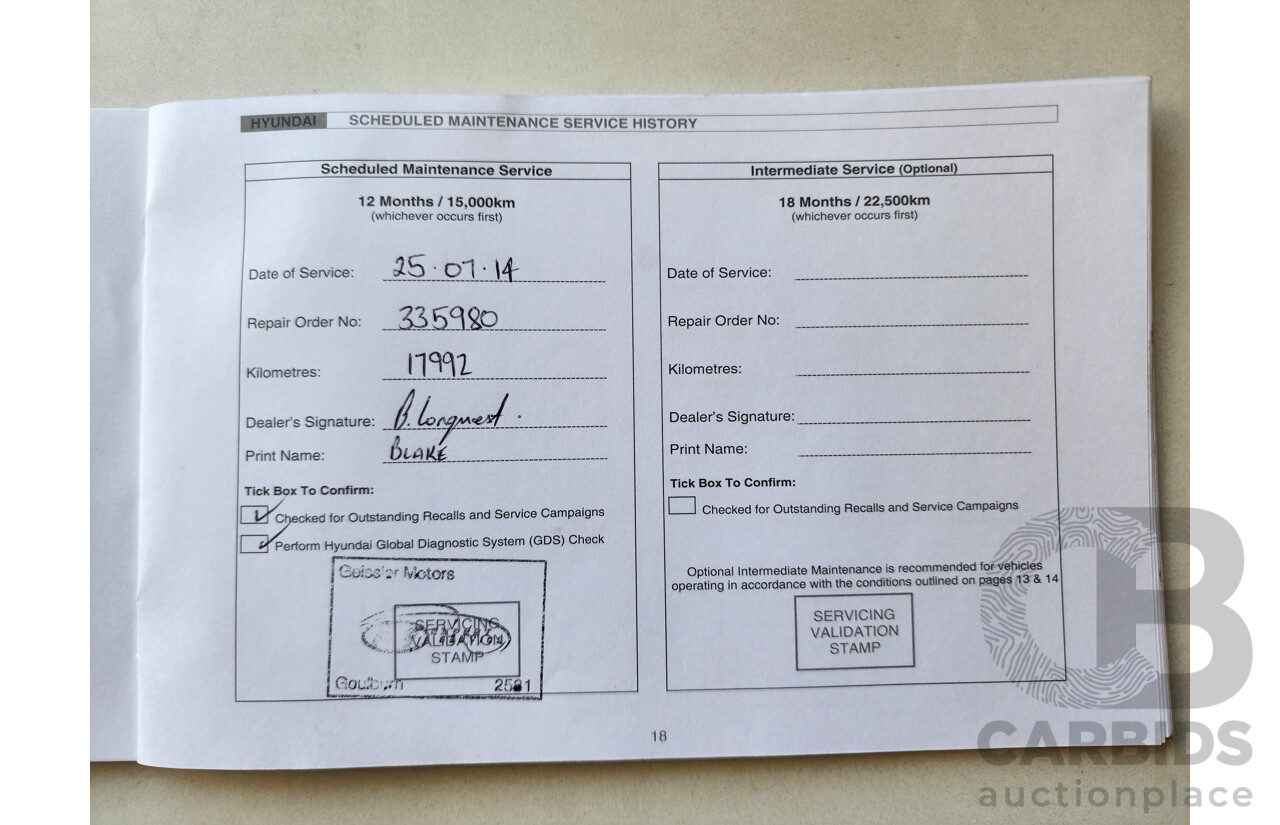 HYUNDAI SCHEDULED MAINTENANCE SERVICE HISTORY
Scheduled Maintenance Service
12 Months / 15,000km
(whichever occurs first)
Date of Service: 25.07.14
Repair Order No: 335980
Kilometres: 17992
Dealer's Signature: B. Longmest.
Print Name: BLAKE
Tick Box To Confirm:
Checked for Outstanding Recalls and Service Campaigns
Perform Hyundai Global Diagnostic System (GDS) Check
Geissler Motors
SERVICING
VALIDATION
STAMP
Goulburn 2581
Intermediate Service (Optional)
18 Months / 22,500km
(whichever occurs first)
Date of Service:
Repair Order No:
Kilometres:
Dealer's Signature:
Print Name:
Tick Box To Confirm:
Checked for Outstanding Recalls and Service Campaigns
Optional Intermediate Maintenance is recommended for vehicles
operating in accordance with the conditions outlined on pages 13 & 14
SERVICING
VALIDATION
STAMP
18
CB
CARBIDS
auctionplace